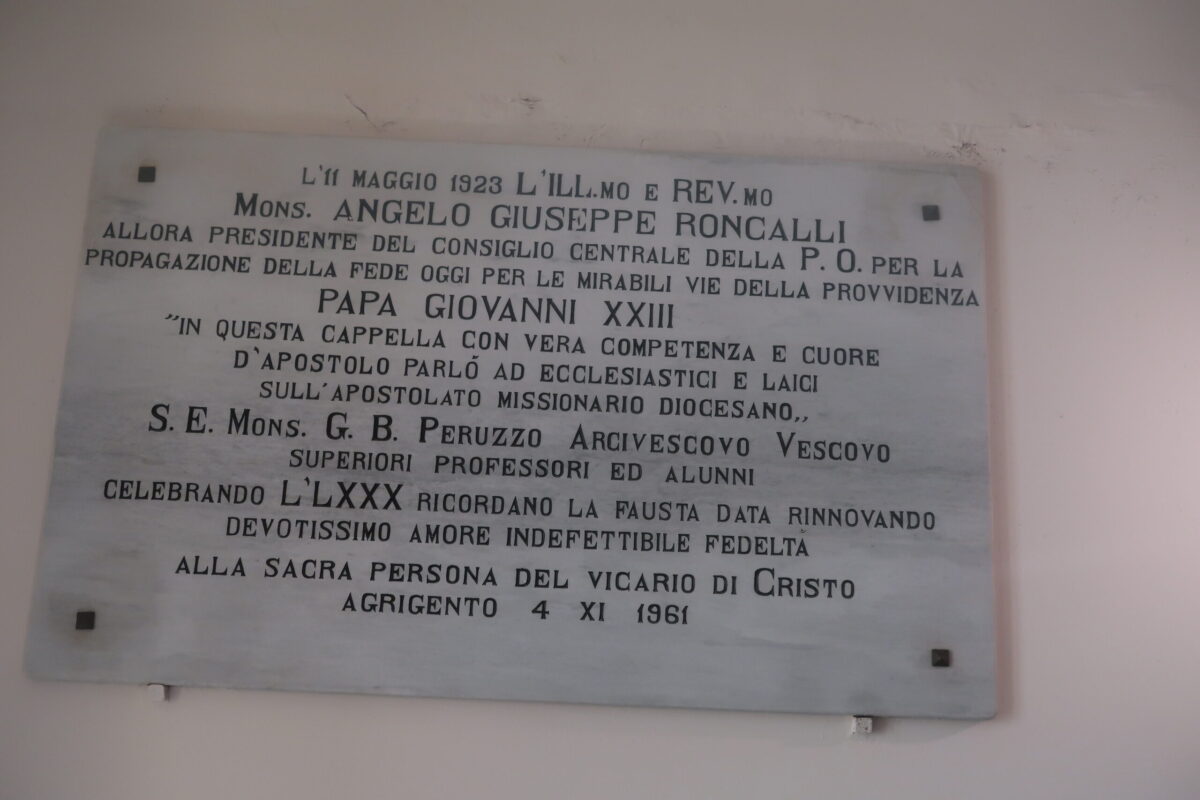 L'11 MAGGIO 1923 L'ILL.MO E REV.MO
MONS. ANGELO GIUSEPPE RONCALLI
ALLORA PRESIDENTE DEL CONSIGLIO CENTRALE DELLA P. O. PER LA
PROPAGAZIONE DELLA FEDE OGGI PER LE MIRABILI VIE DELLA PROVVIDENZA
PAPA GIOVANNI XXIII
"IN QUESTA CAPPELLA CON VERA COMPETENZA E CUORE
D'APOSTOLO PARLÓ AD ECCLESIASTICI E LAICI
SULL'APOSTOLATO MISSIONARIO DIOCESANO,,
S. E. MONS. G. B. PERUZZO ARCIVESCOVO VESCOVO
SUPERIORI PROFESSORI ED ALUNNI
CELEBRANDO L'LXXX RICORDANO LA FAUSTA DATA RINNOVANDO
DEVOTISSIMO AMORE INDEFETTIBILE FEDELTÀ
ALLA SACRA PERSONA DEL VICARIO DI CRISTO
AGRIGENTO 4 XI 1961